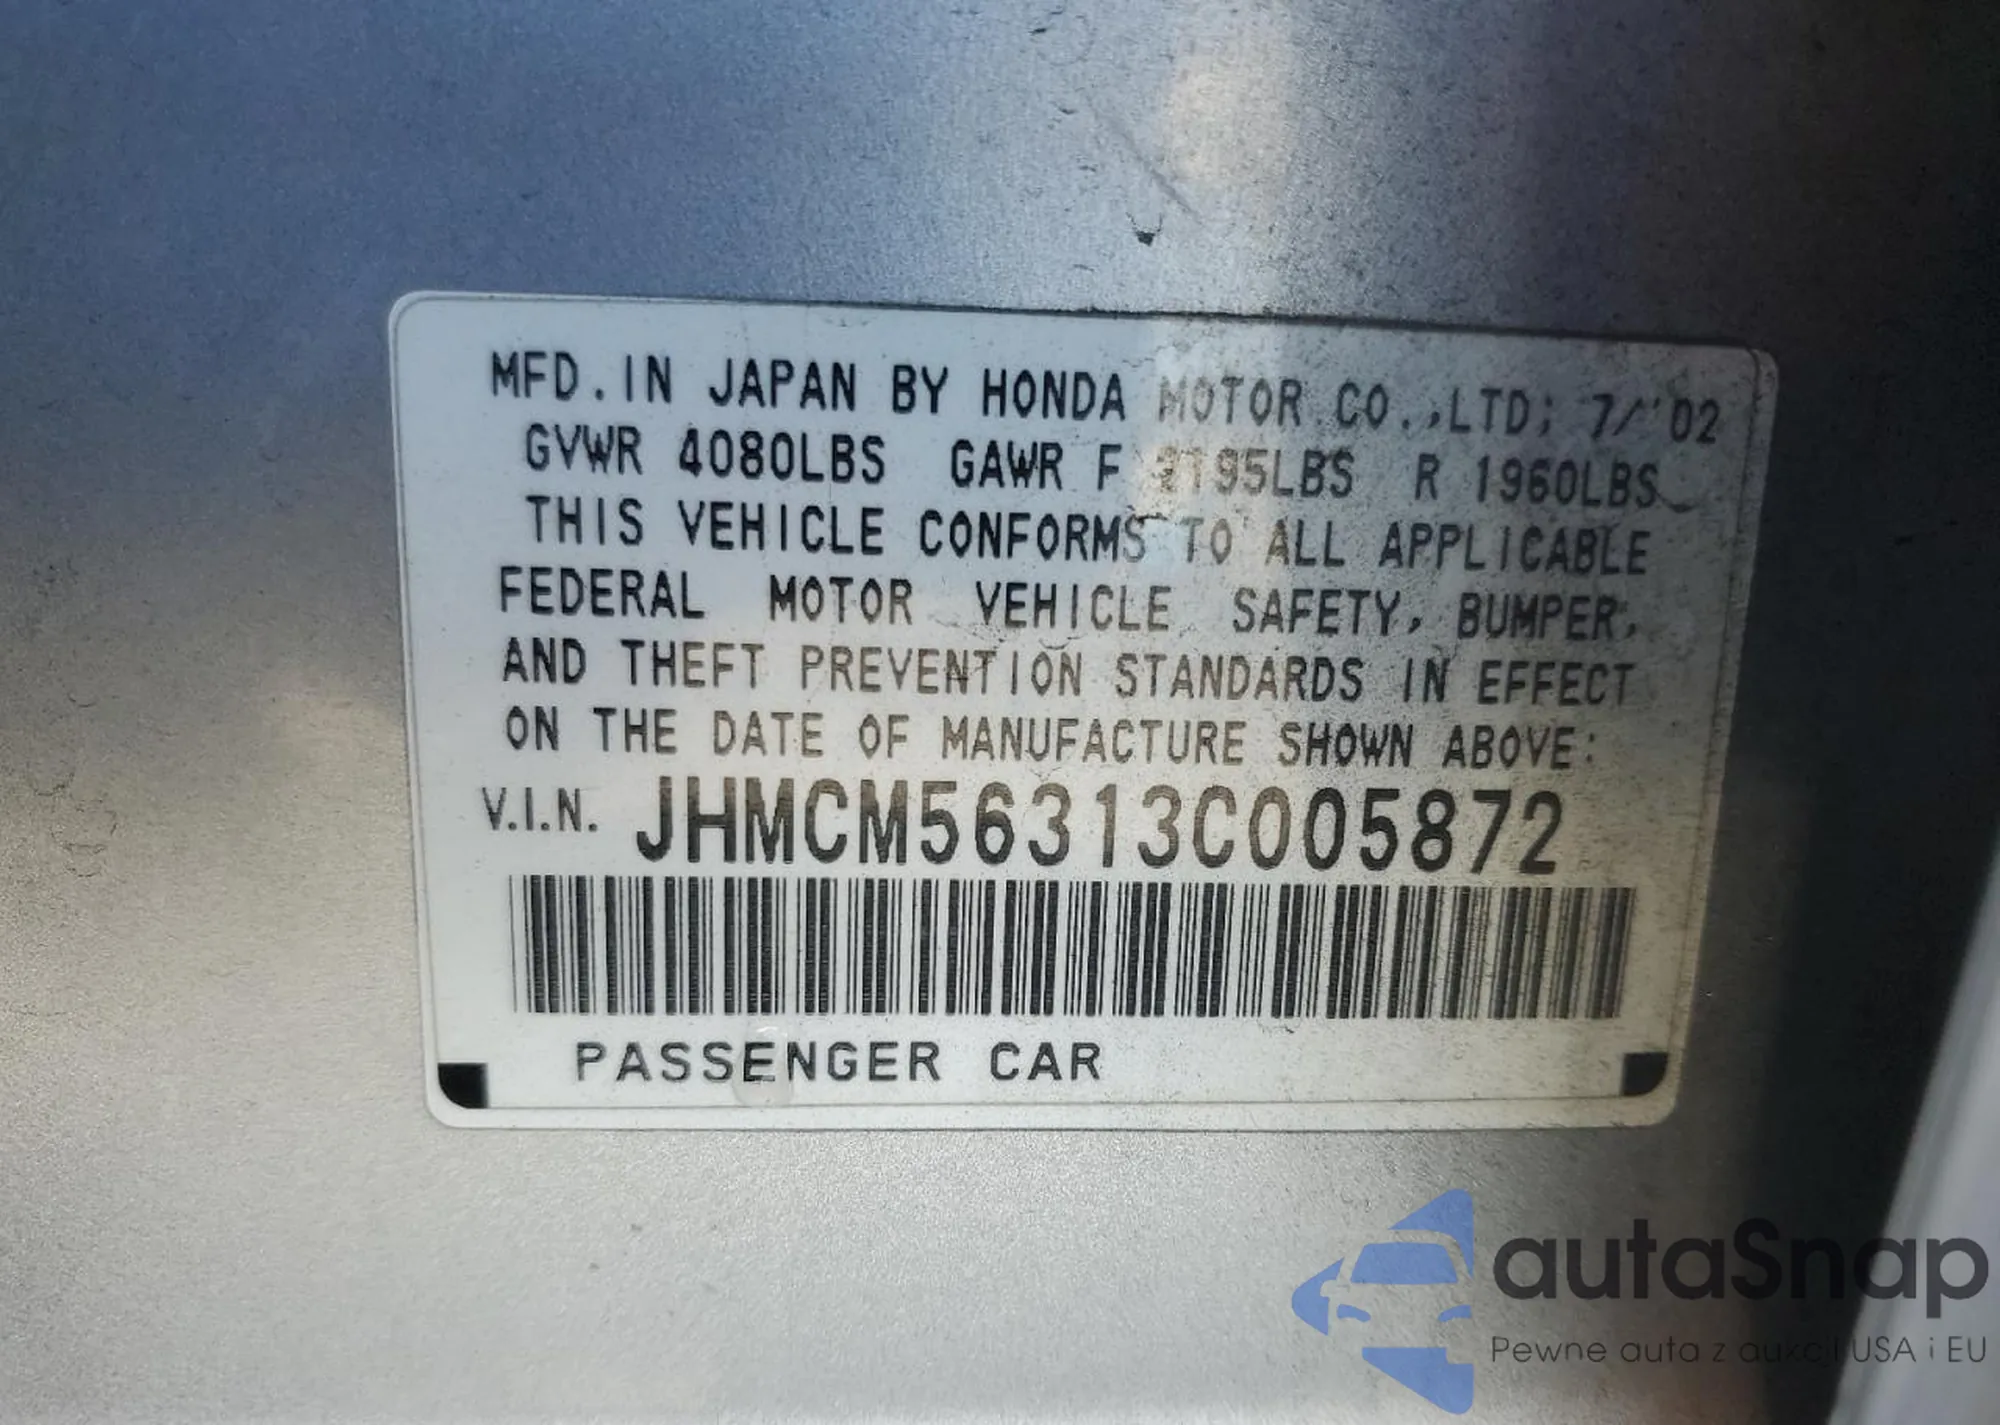 MFD. IN JAPAN BY HONDA MOTOR CO., LTD; 7/'02
GVWR 4080LBS GAWR F 2195LBS R 1960LBS
THIS VEHICLE CONFORMS TO ALL APPLICABLE
FEDERAL MOTOR VEHICLE SAFETY, BUMPER,
AND THEFT PREVENTION STANDARDS IN EFFECT
ON THE DATE OF MANUFACTURE SHOWN ABOVE:
V.I.N. JHMCM56313C005872
PASSENGER CAR
autaSnap
Pewne auta z aukcji USA i EU